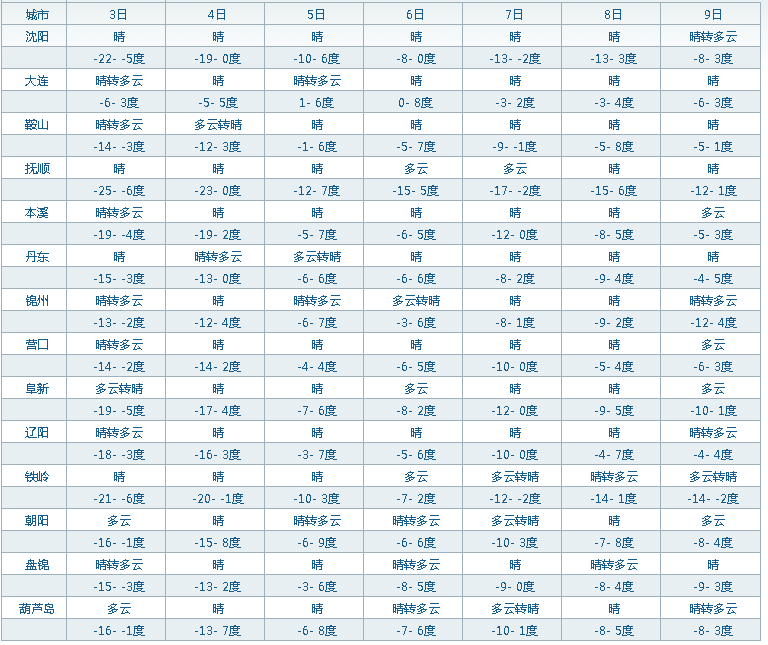 城市 3日 4日 5日 6日 7日 8日 9日
沈阳 晴 晴 晴 晴 晴 晴 晴转多云
-22- -5度 -19- 0度 -10- 6度 -8- 0度 -13- -2度 -13- 3度 -8- 3度
大连 晴转多云 晴 晴转多云 晴 晴 晴 晴
-6- 3度 -5- 5度 1- 6度 0- 8度 -3- 2度 -3- 4度 -6- 3度
鞍山 晴转多云 多云转晴 晴 晴 晴 晴 晴
-14- -3度 -12- 3度 -1- 6度 -5- 7度 -9- -1度 -5- 8度 -5- 1度
抚顺 晴 晴 晴 多云 多云 晴 晴
-25- -6度 -23- 0度 -12- 7度 -15- 5度 -17- -2度 -15- 6度 -12- 1度
本溪 晴转多云 晴 晴 晴 晴 晴 多云
-19- -4度 -19- 2度 -5- 7度 -6- 5度 -12- 0度 -8- 5度 -5- 3度
丹东 晴 晴转多云 多云转晴 晴 晴 晴 晴
-15- -3度 -13- 0度 -6- 6度 -6- 6度 -8- 2度 -9- 4度 -4- 5度
锦州 晴转多云 晴 晴转多云 多云转晴 晴 晴 晴转多云
-13- -2度 -12- 4度 -6- 7度 -3- 6度 -8- 1度 -9- 2度 -12- 4度
营口 晴转多云 晴 晴 晴 晴 晴 多云
-14- -2度 -14- 2度 -4- 4度 -6- 5度 -10- 0度 -5- 4度 -6- 3度
阜新 多云转晴 晴 晴 多云 晴 晴 多云
-19- -5度 -17- 4度 -7- 6度 -8- 2度 -12- 0度 -9- 5度 -10- 1度
辽阳 晴转多云 晴 晴 晴 晴 晴 晴转多云
-18- -3度 -16- 3度 -3- 7度 -5- 6度 -10- 0度 -4- 7度 -4- 4度
铁岭 晴 晴 晴 多云 多云转晴 晴转多云 多云转晴
-21- -6度 -20- -1度 -10- 3度 -7- 2度 -12- -2度 -14- 1度 -14- -2度
朝阳 多云 晴 晴转多云 晴转多云 多云转晴 晴 多云
-16- -1度 -15- 8度 -6- 9度 -6- 6度 -10- 3度 -7- 8度 -8- 4度
盘锦 晴转多云 晴 晴 晴转多云 晴 晴转多云 晴
-15- -3度 -13- 2度 -3- 6度 -8- 5度 -9- 0度 -8- 4度 -9- 3度
葫芦岛 多云 晴 晴 晴转多云 多云转晴 晴 晴转多云
-16- -1度 -13- 7度 -6- 8度 -7- 6度 -10- 1度 -8- 5度 -8- 3度